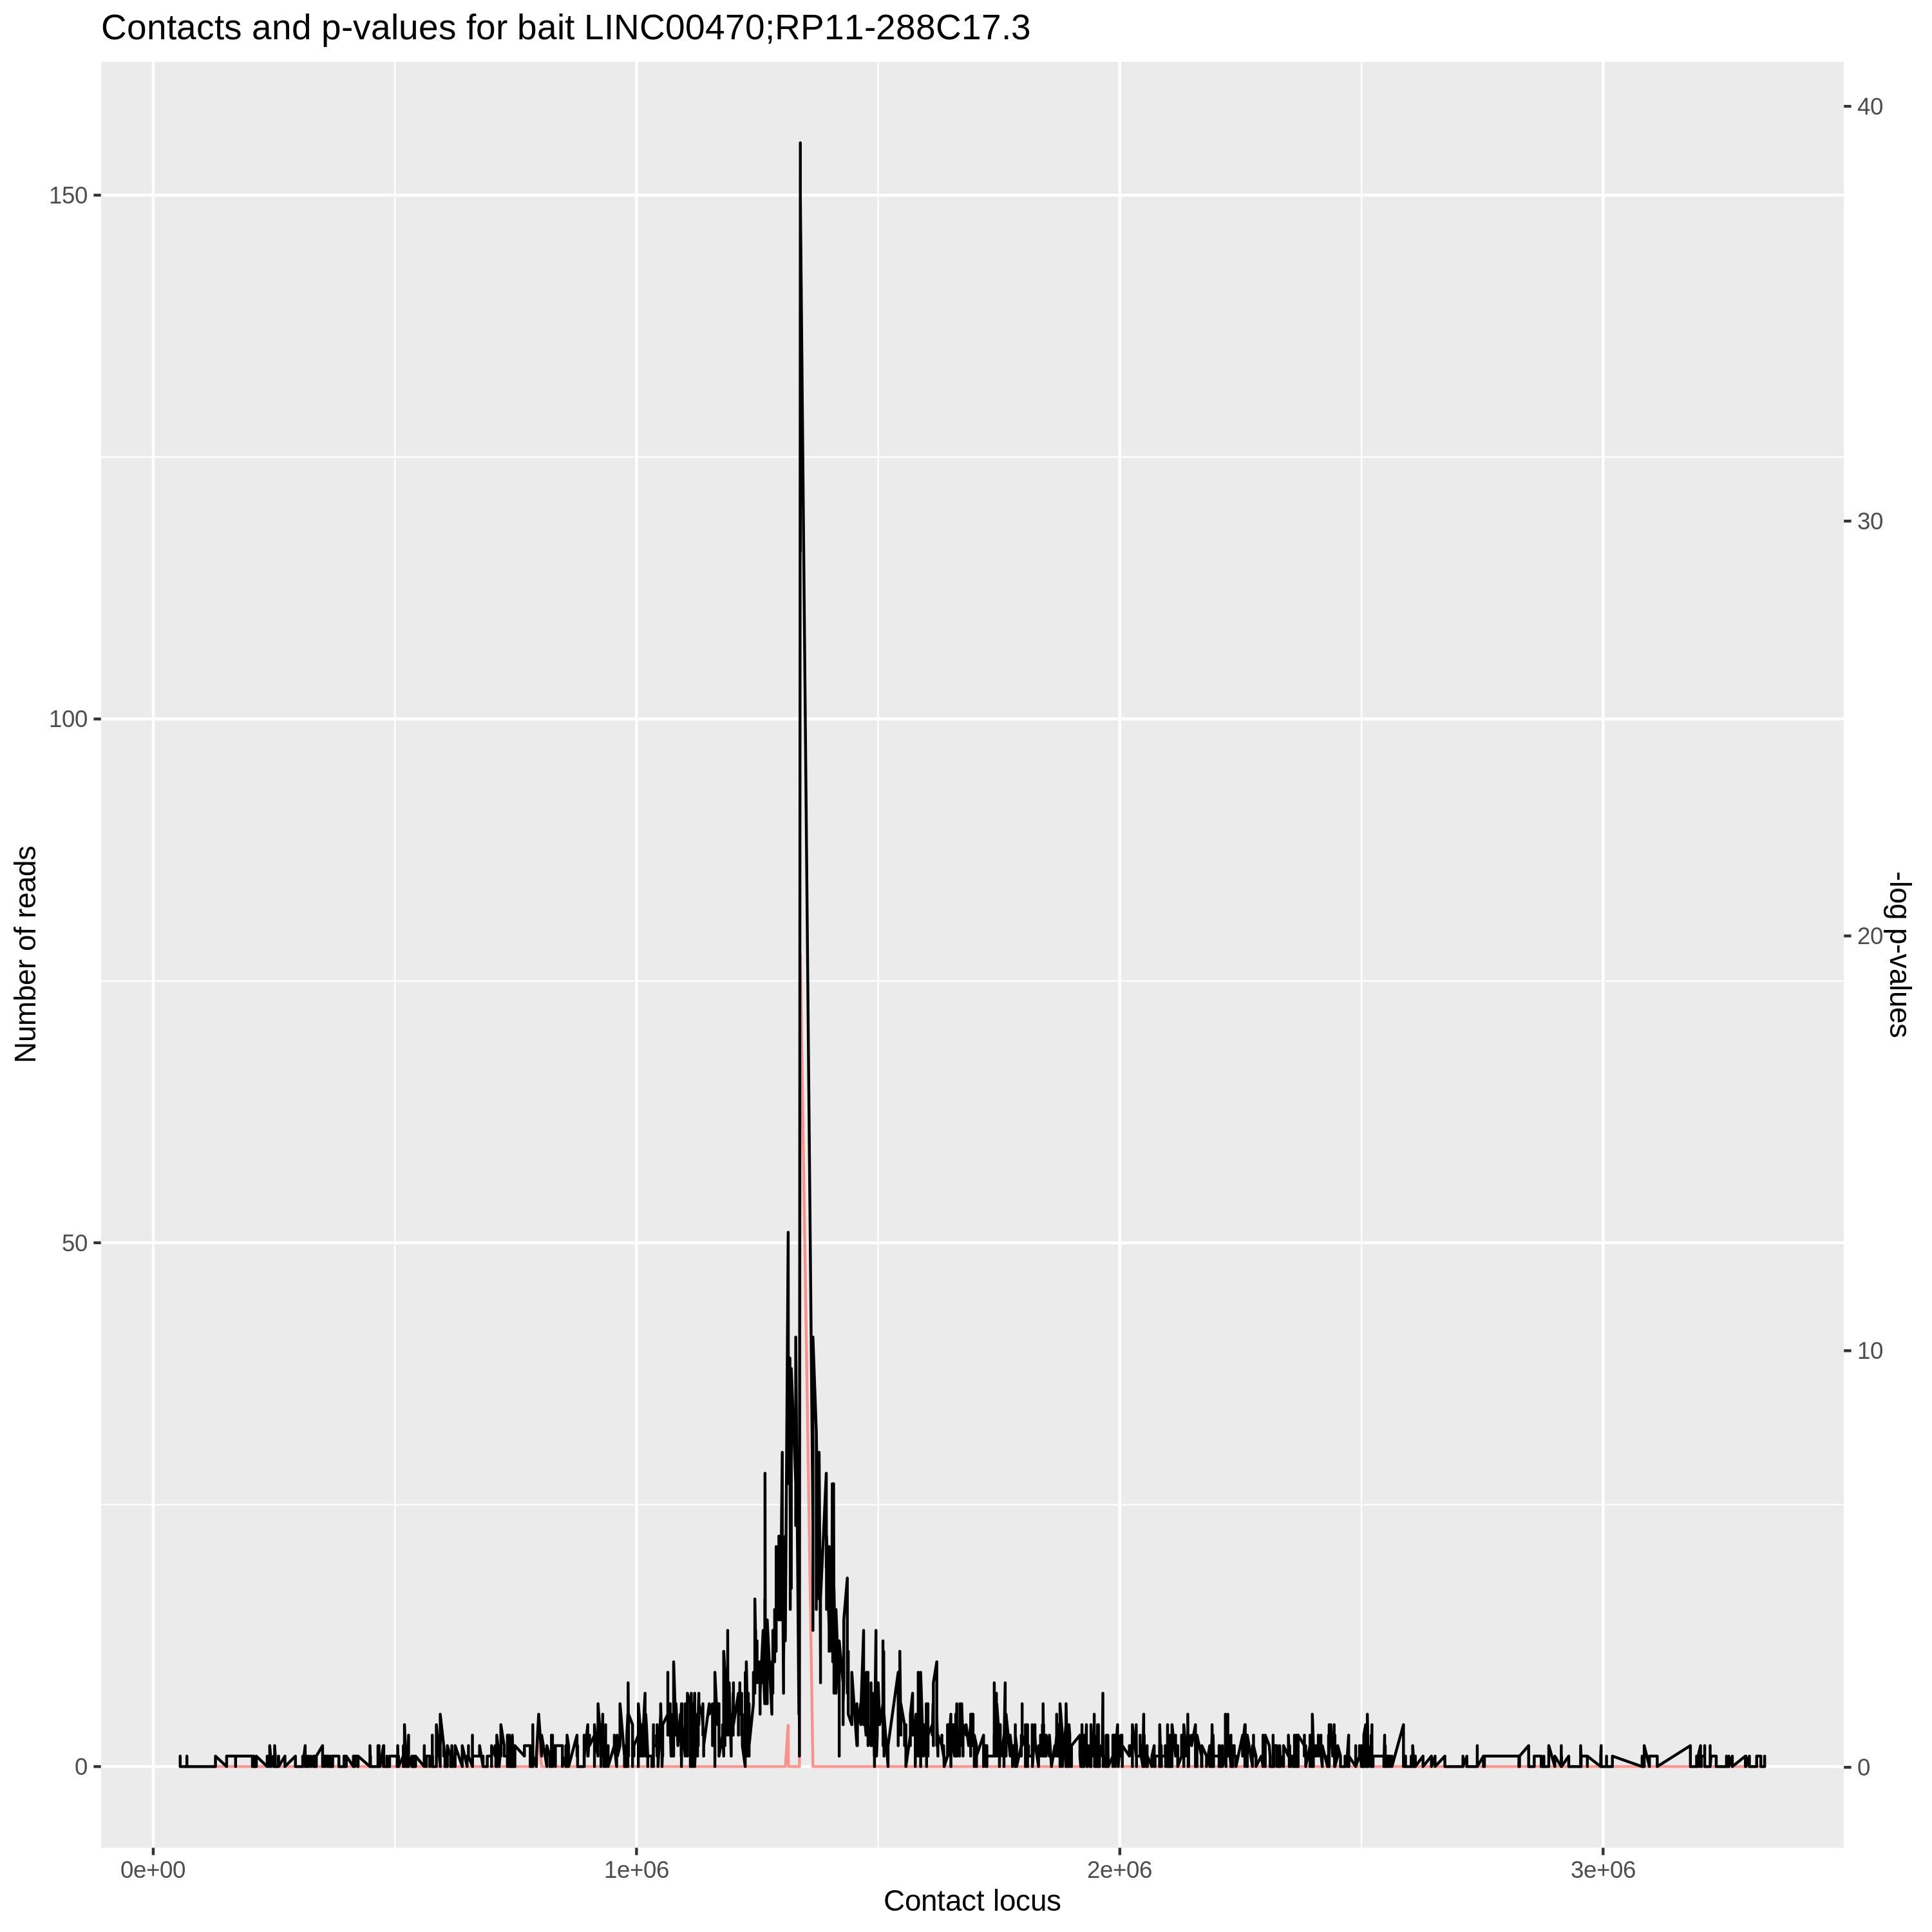 Contacts and p-values for bait LINC00470;RP11-288C17.3
150
100
50
0
Number of reads
40
30
20
10
0
-log p-values
0e+00
1e+06
2e+06
3e+06
Contact locus